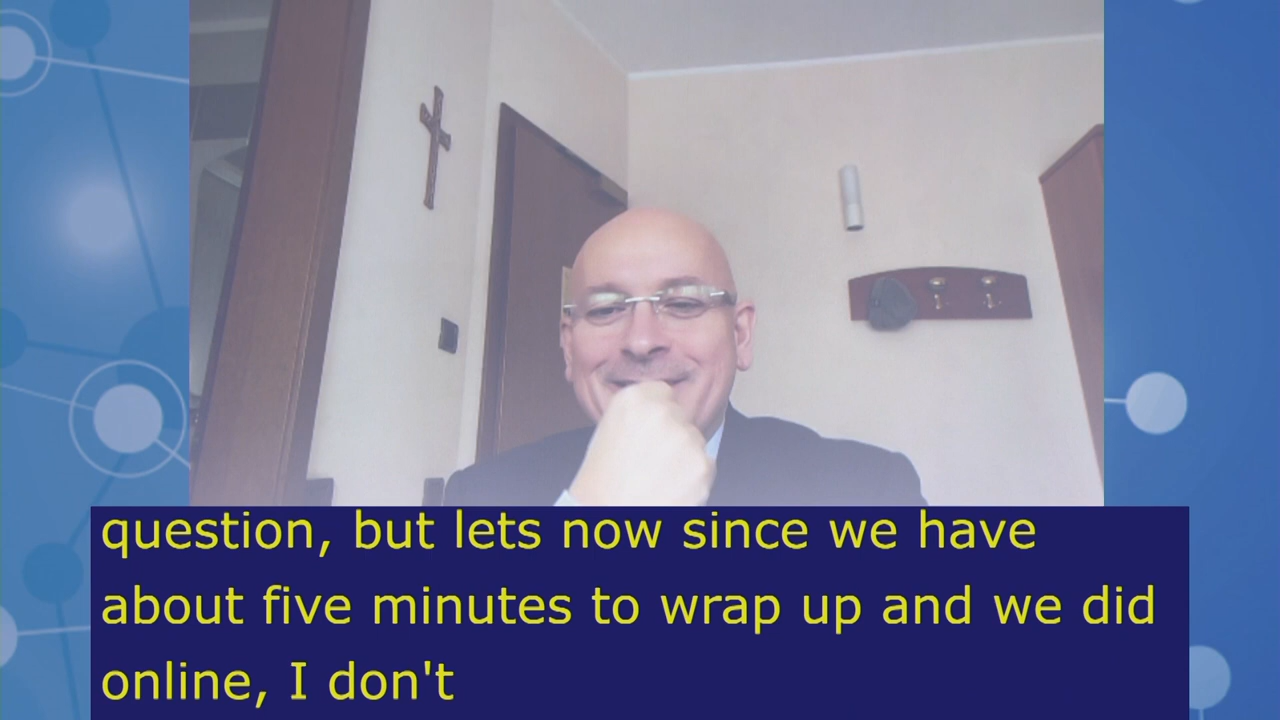 question, but lets now since we have
about five minutes to wrap up and we did
online, I don't